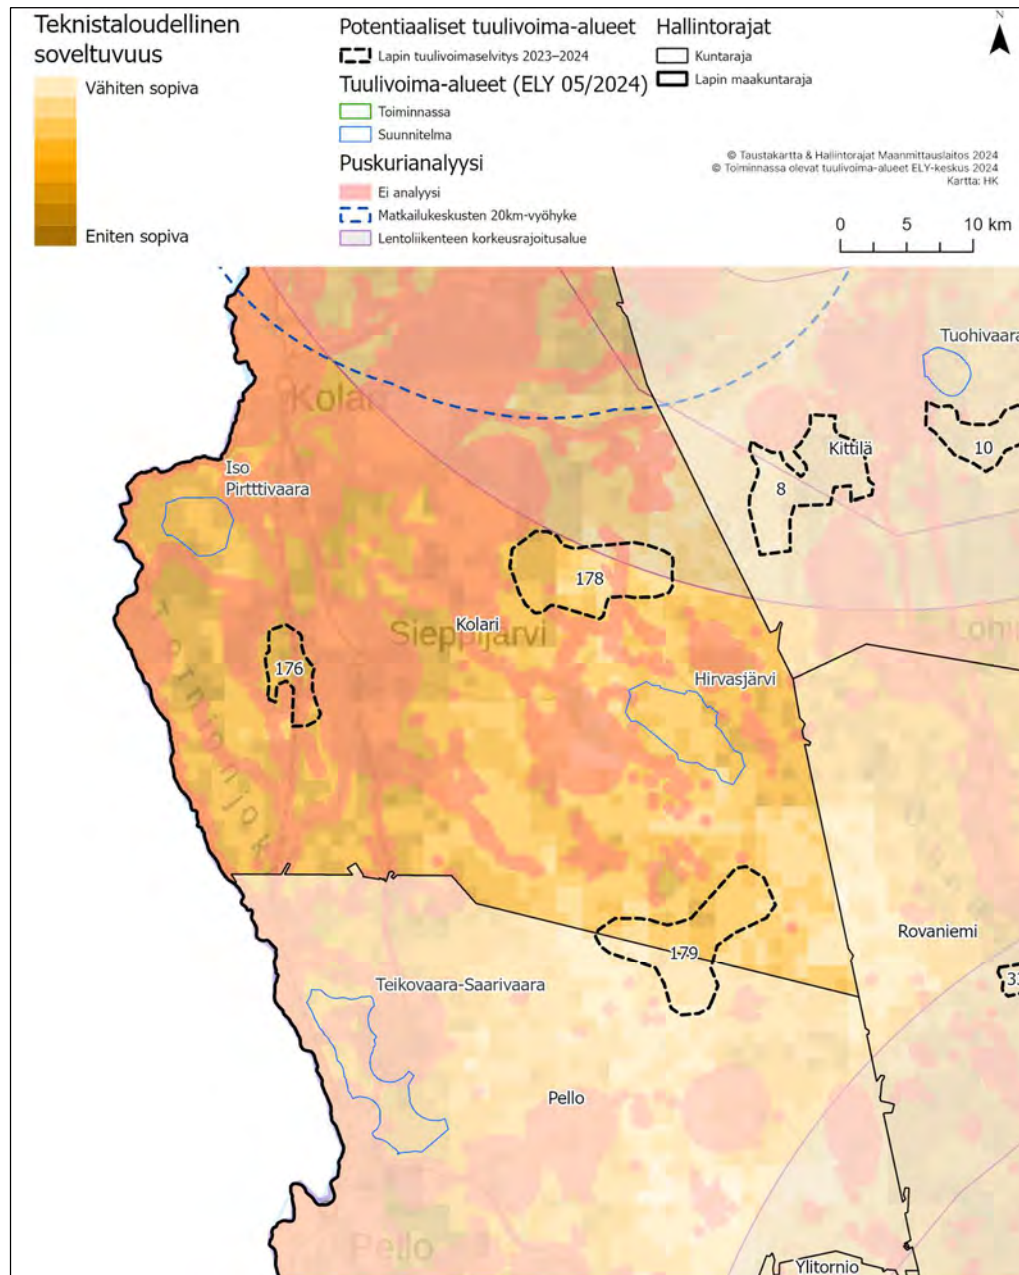 Teknistaloudellinen
soveltuvuus
Vähiten sopiva
Eniten sopiva
Potentiaaliset tuulivoima-alueet
Lapin tuulivoimaselvitys 2023–2024
Tuulivoima-alueet (ELY 05/2024)
Toiminnassa
Suunnitelma
Puskurianalyysi
Ei analyysi
Matkailukeskusten 20km-vyöhyke
Lentoliikenteen korkeusrajoitusalue
Hallintorajat
Kuntaraja
Lapin maakuntaraja
N
© Taustakartta & Hallintorajat Maanmittauslaitos 2024
© Toiminnassa olevat tuulivoima-alueet ELY-keskus 2024
Kartta: HK
0 5 10 km
Tuohivaara
Kolari
Kittilä
10
8
Iso
Pirtttivaara
178
Kolari
Sieppijärvi
176
Hirvasjärvi
Tornionjok
Rovaniemi
179
Teikovaara-Saarivaara
Pello
Pello
Ylitornio